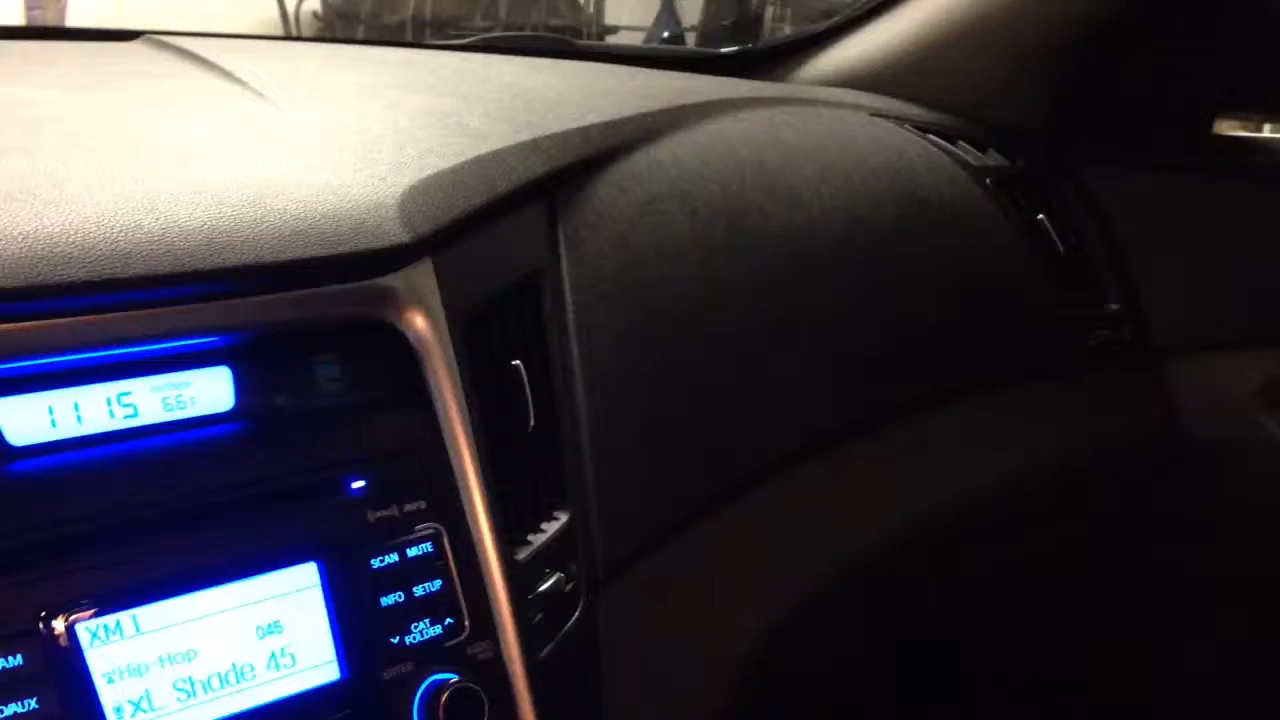 11 15 66°
SCAN MUTE
INFO SETUP
CAT
FOLDER
XM 1
Hip-Hop 045
xL Shade 45
AM
/AUX
ENTER